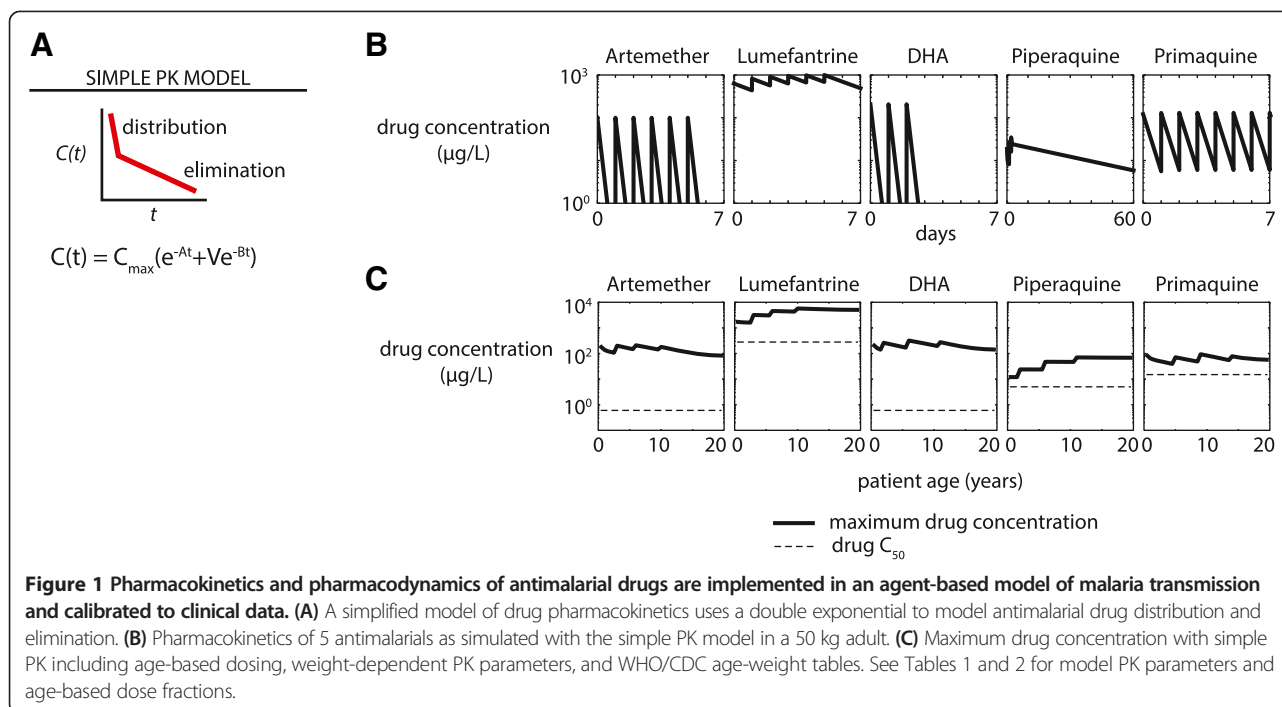 A
SIMPLE PK MODEL
distribution
C(t)
elimination
t
C(t) = Cmax(e-At+Ve-Bt)
B
Artemether Lumefantrine DHA Piperaquine Primaquine
103
drug concentration
(µg/L)
100
0 7 0 7 0 7 0 60 0 7
days
C
Artemether Lumefantrine DHA Piperaquine Primaquine
104
drug concentration
102
(µg/L)
100
0 10 20 0 10 20 0 10 20 0 10 20 0 10 20
patient age (years)
maximum drug concentration
drug C50
Figure 1 Pharmacokinetics and pharmacodynamics of antimalarial drugs are implemented in an agent-based model of malaria transmission
and calibrated to clinical data. (A) A simplified model of drug pharmacokinetics uses a double exponential to model antimalarial drug distribution and
elimination. (B) Pharmacokinetics of 5 antimalarials as simulated with the simple PK model in a 50 kg adult. (C) Maximum drug concentration with simple
PK including age-based dosing, weight-dependent PK parameters, and WHO/CDC age-weight tables. See Tables 1 and 2 for model PK parameters and
age-based dose fractions.